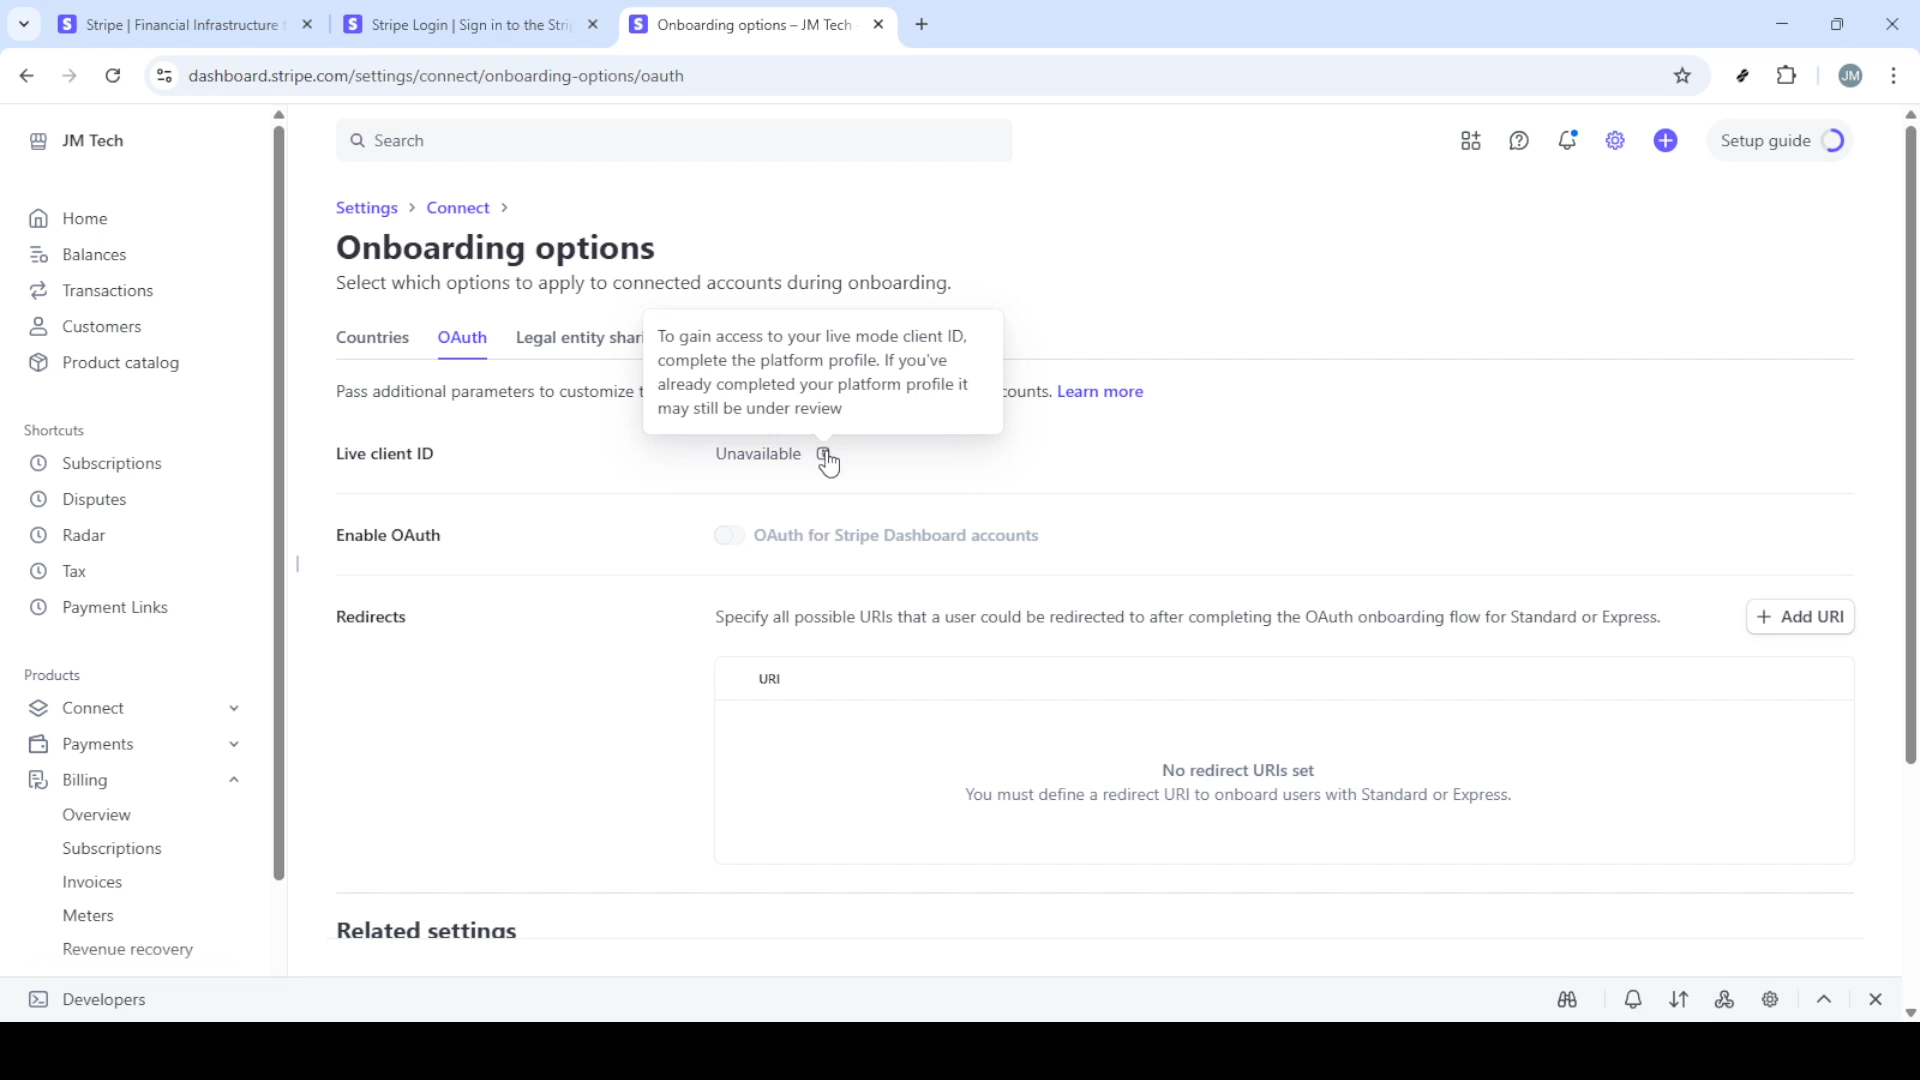 Stripe | Financial Infrastructure t
Stripe Login | Sign in to the Stri
Onboarding options – JM Tech
dashboard.stripe.com/settings/connect/onboarding-options/oauth
JM
JM Tech
Search
Setup guide
Home
Balances
Transactions
Customers
Product catalog
Shortcuts
Subscriptions
Disputes
Radar
Tax
Payment Links
Products
Connect
Payments
Billing
Overview
Subscriptions
Invoices
Meters
Revenue recovery
Settings > Connect >
Onboarding options
Select which options to apply to connected accounts during onboarding.
Countries OAuth Legal entity shari
To gain access to your live mode client ID,
complete the platform profile. If you've
already completed your platform profile it
may still be under review
Pass additional parameters to customize t counts. Learn more
Live client ID Unavailable
Enable OAuth OAuth for Stripe Dashboard accounts
Redirects Specify all possible URIs that a user could be redirected to after completing the OAuth onboarding flow for Standard or Express. + Add URI
URI
No redirect URIs set
You must define a redirect URI to onboard users with Standard or Express.
Related settings
Developers